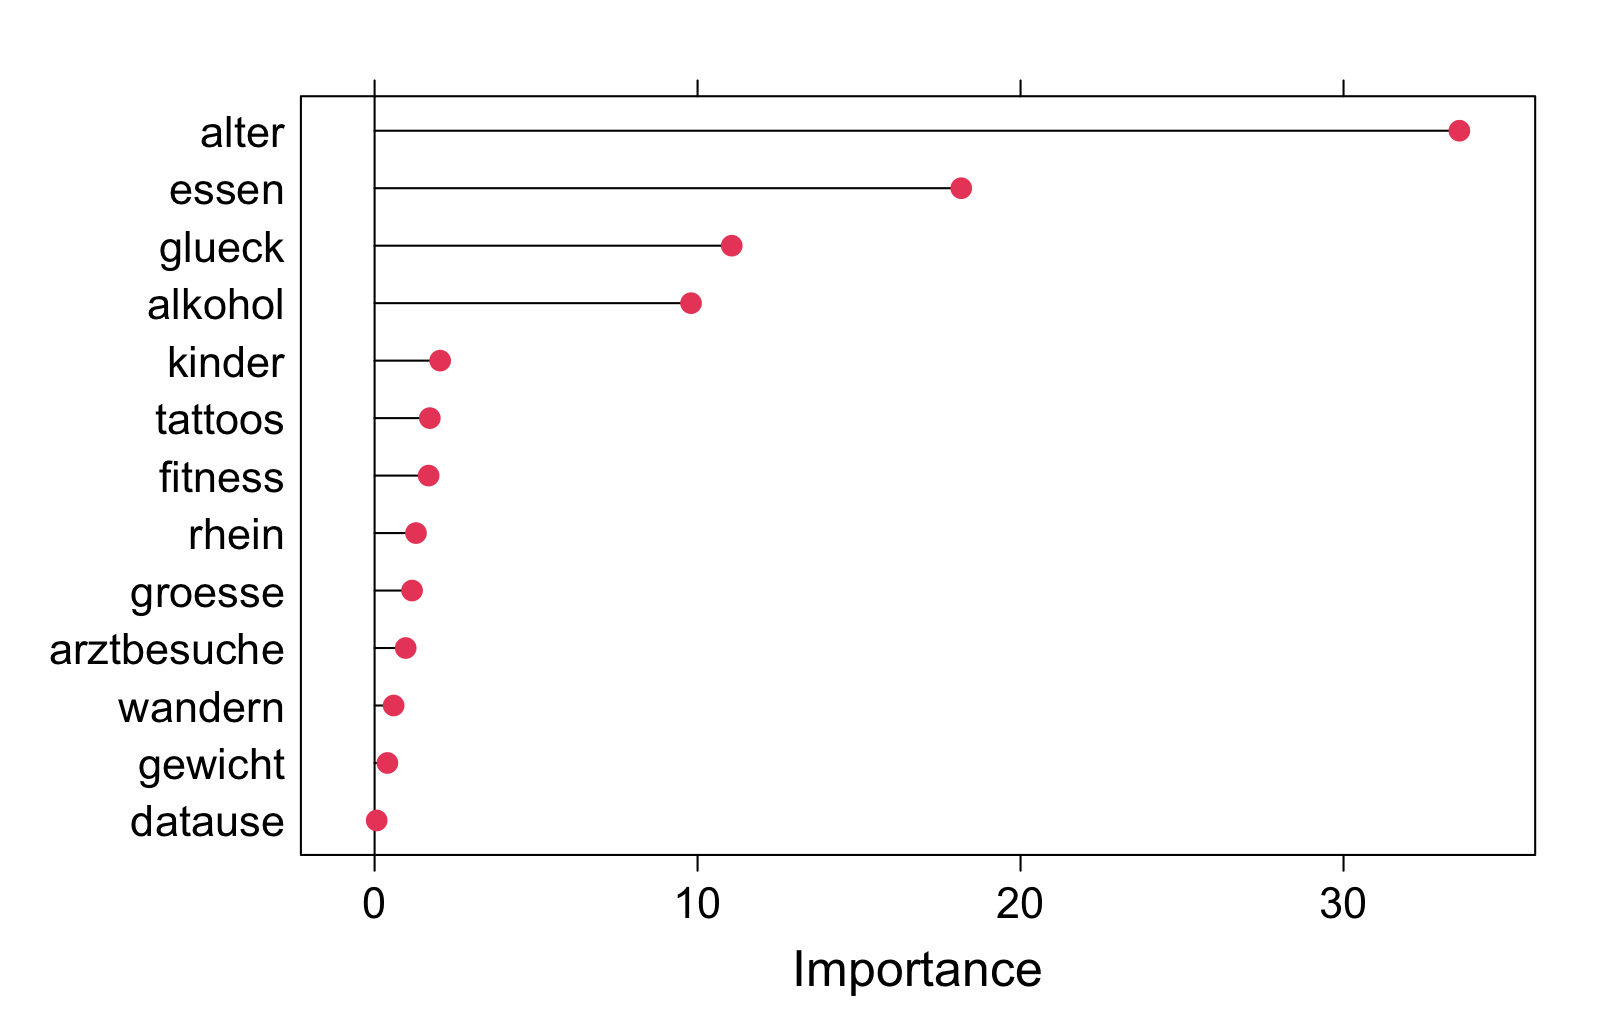 alter
essen
glueck
alkohol
kinder
tattoos
fitness
rhein
groesse
arztbesuche
wandern
gewicht
datause
0 10 20 30
Importance